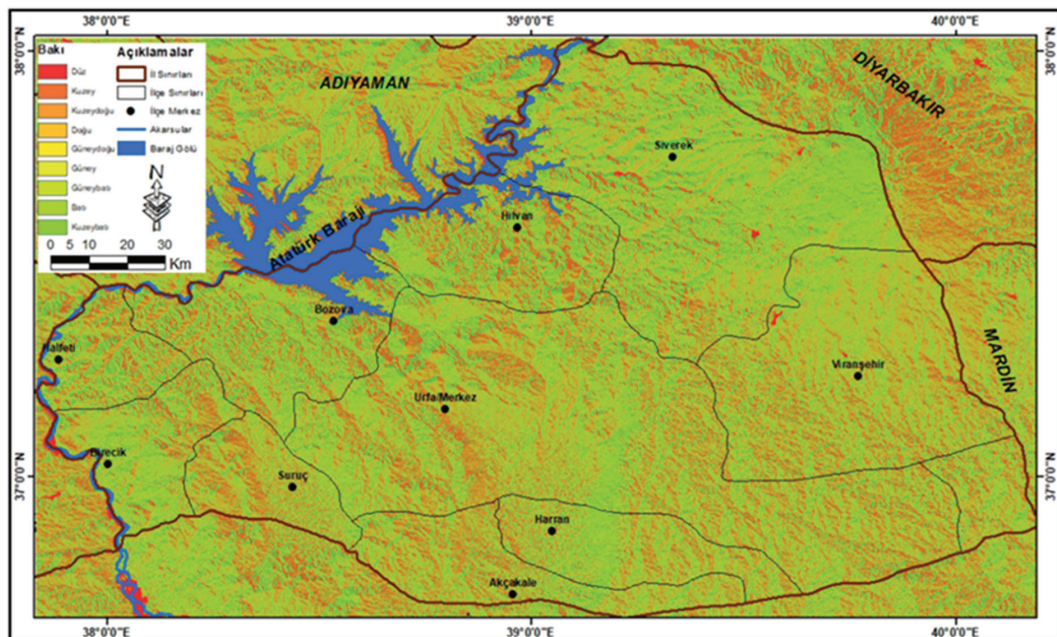 38°0'0"E
39°0'0"E
40°0'0"E
38°0'0"N
38°0'0"N
Bakı
Düz
Kuzey
Kuzeydoğu
Doğu
Güneydoğu
Güney
Güneybatı
Batı
Kuzeybatı
Açıklamalar
İl Sınırları
İlçe Sınırları
İlçe Merkez
Akarsular
Baraj Gölü
N
0 5 10 20 30
Km
ADIYAMAN
DİYARBAKIR
Siverek
Hilvan
Atatürk Barajı
Bozova
Halfeti
MARDİN
Viranşehir
Urfa/Merkez
Birecik
Suruç
37°0'0"N
37°0'0"N
Harran
Akçakale
38°0'0"E
39°0'0"E
40°0'0"E